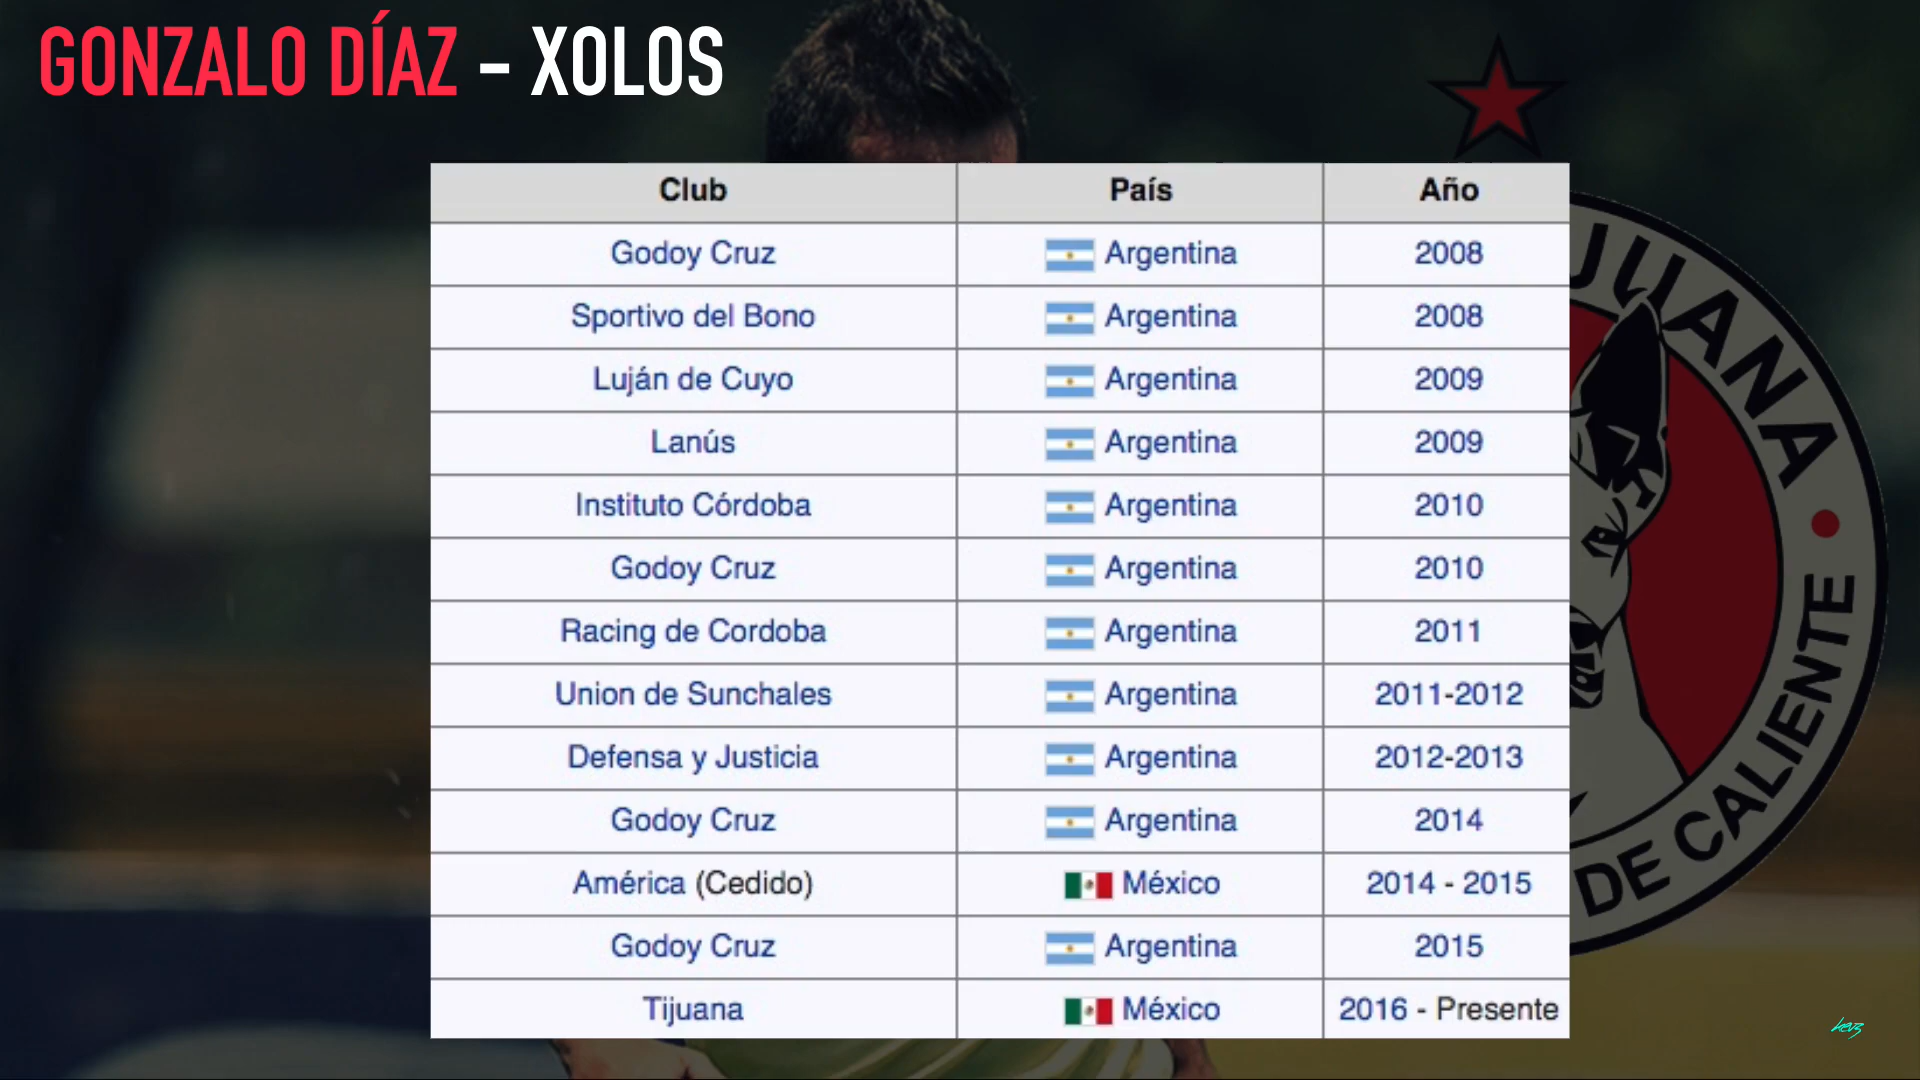 GONZALO DÍAZ - XOLOS
Club País Año
Godoy Cruz Argentina 2008
Sportivo del Bono Argentina 2008
Luján de Cuyo Argentina 2009
Lanús Argentina 2009
Instituto Córdoba Argentina 2010
Godoy Cruz Argentina 2010
Racing de Cordoba Argentina 2011
Union de Sunchales Argentina 2011-2012
Defensa y Justicia Argentina 2012-2013
Godoy Cruz Argentina 2014
América (Cedido) México 2014 - 2015
Godoy Cruz Argentina 2015
Tijuana México 2016 - Presente
JUANA
DE CALIENTE